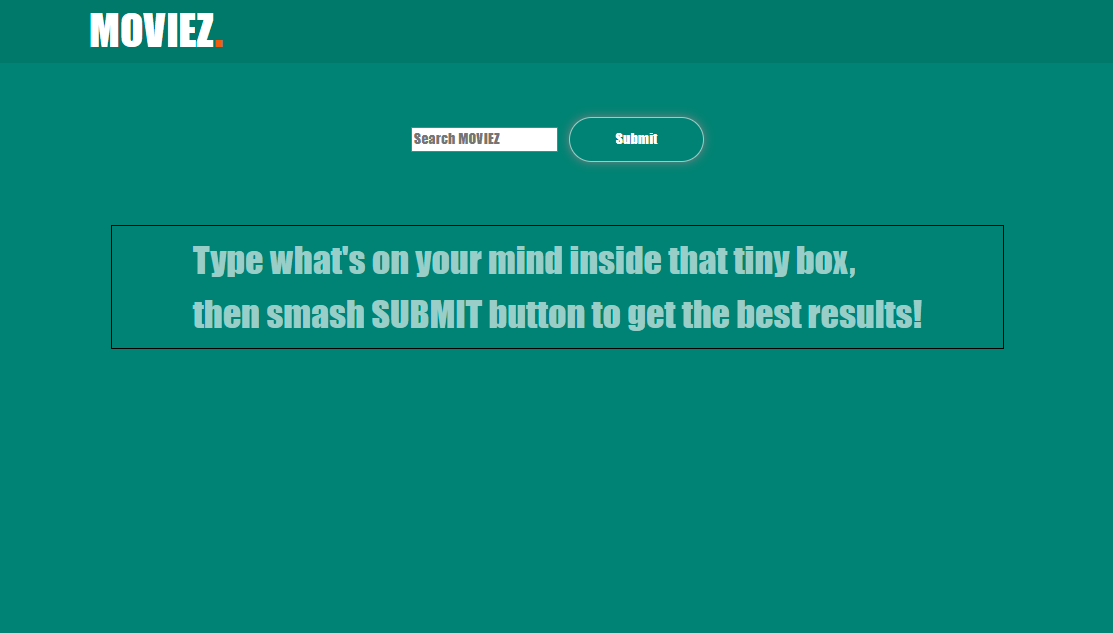 MOVIEZ.
Search MOVIEZ
Submit
Type what's on your mind inside that tiny box,
then smash SUBMIT button to get the best results!